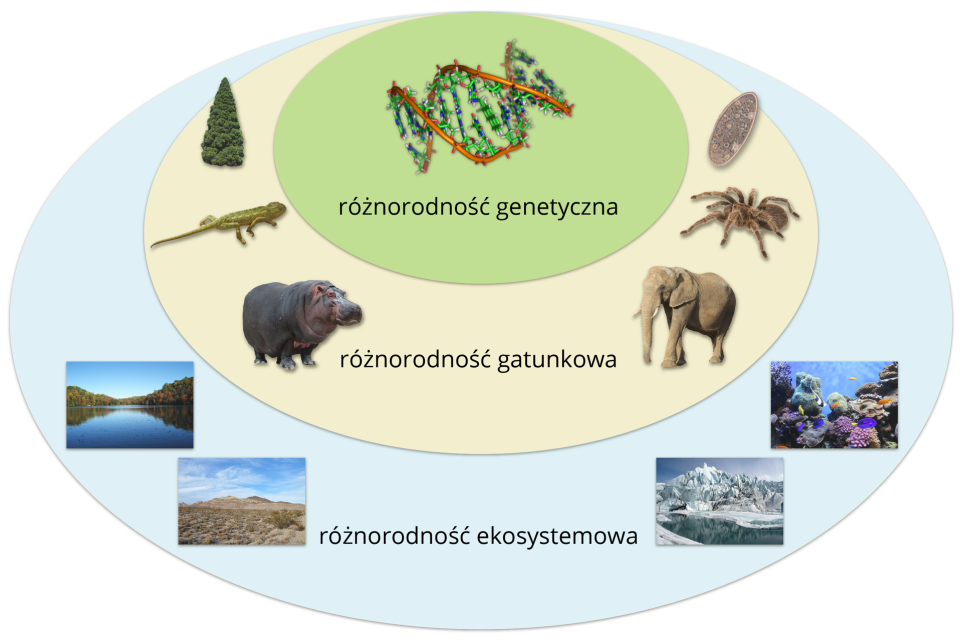 różnorodność genetyczna
różnorodność gatunkowa
różnorodność ekosystemowa